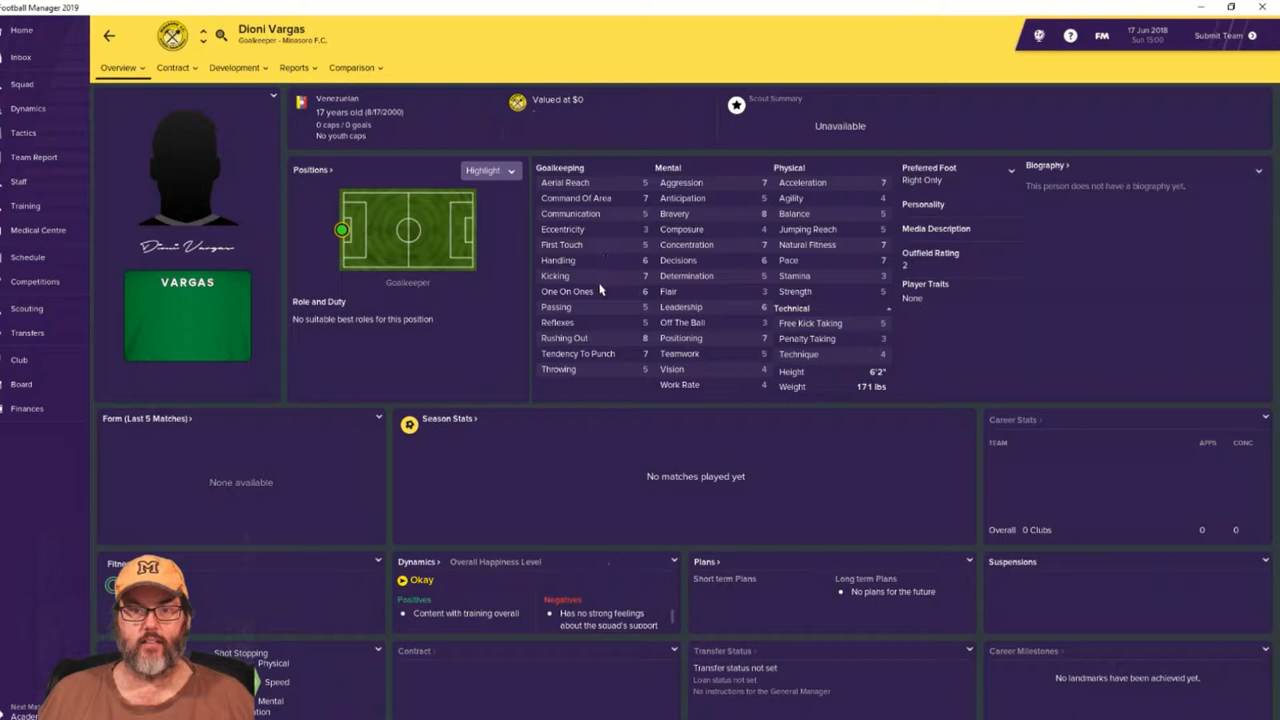 Football Manager 2019
Home
Inbox
Squad
Dynamics
Tactics
Team Report
Staff
Training
Medical Centre
Schedule
Competitions
Scouting
Transfers
Club
Board
Finances
Next Mat
Acade
Dioni Vargas
Goalkeeper - Minasoro F.C.
17 Jun 2018
Sun 15:00
FM
Submit Team
Overview Contract Development Reports Comparison
Dioni Vargas
VARGAS
Venezuelan
17 years old (8/17/2000)
0 caps / 0 goals
No youth caps
Valued at $0
-
Scout Summary
Unavailable
Positions >
Highlight
Goalkeeper
Role and Duty
No suitable best roles for this position
Goalkeeping
Aerial Reach 5
Command Of Area 7
Communication 5
Eccentricity 3
First Touch 5
Handling 6
Kicking 7
One On Ones 6
Passing 5
Reflexes 5
Rushing Out 8
Tendency To Punch 7
Throwing 5
Mental
Aggression 7
Anticipation 5
Bravery 8
Composure 4
Concentration 7
Decisions 6
Determination 5
Flair 3
Leadership 6
Off The Ball 3
Positioning 7
Teamwork 5
Vision 4
Work Rate 4
Physical
Acceleration 7
Agility 4
Balance 5
Jumping Reach 5
Natural Fitness 7
Pace 7
Stamina 3
Strength 5
Technical
Free Kick Taking 5
Penalty Taking 3
Technique 4
Height 6'2"
Weight 171 lbs
Preferred Foot
Right Only
Personality
Media Description
Outfield Rating
2
Player Traits
None
Biography >
This person does not have a biography yet.
Form (Last 5 Matches) >
None available
Season Stats >
No matches played yet
Career Stats >
TEAM APPS CONC
Overall 0 Clubs 0 0
Fitne
Dynamics > Overall Happiness Level
Okay
Positives
• Content with training overall
Negatives
• Has no strong feelings
about the squad's support
Plans >
Short term Plans
Long term Plans
• No plans for the future
Suspensions
Shot Stopping
Physical
Speed
Mental
M
Contract >
Transfer Status >
Transfer status not set
Loan status not set
No instructions for the General Manager
Career Milestones >
No landmarks have been achieved yet.